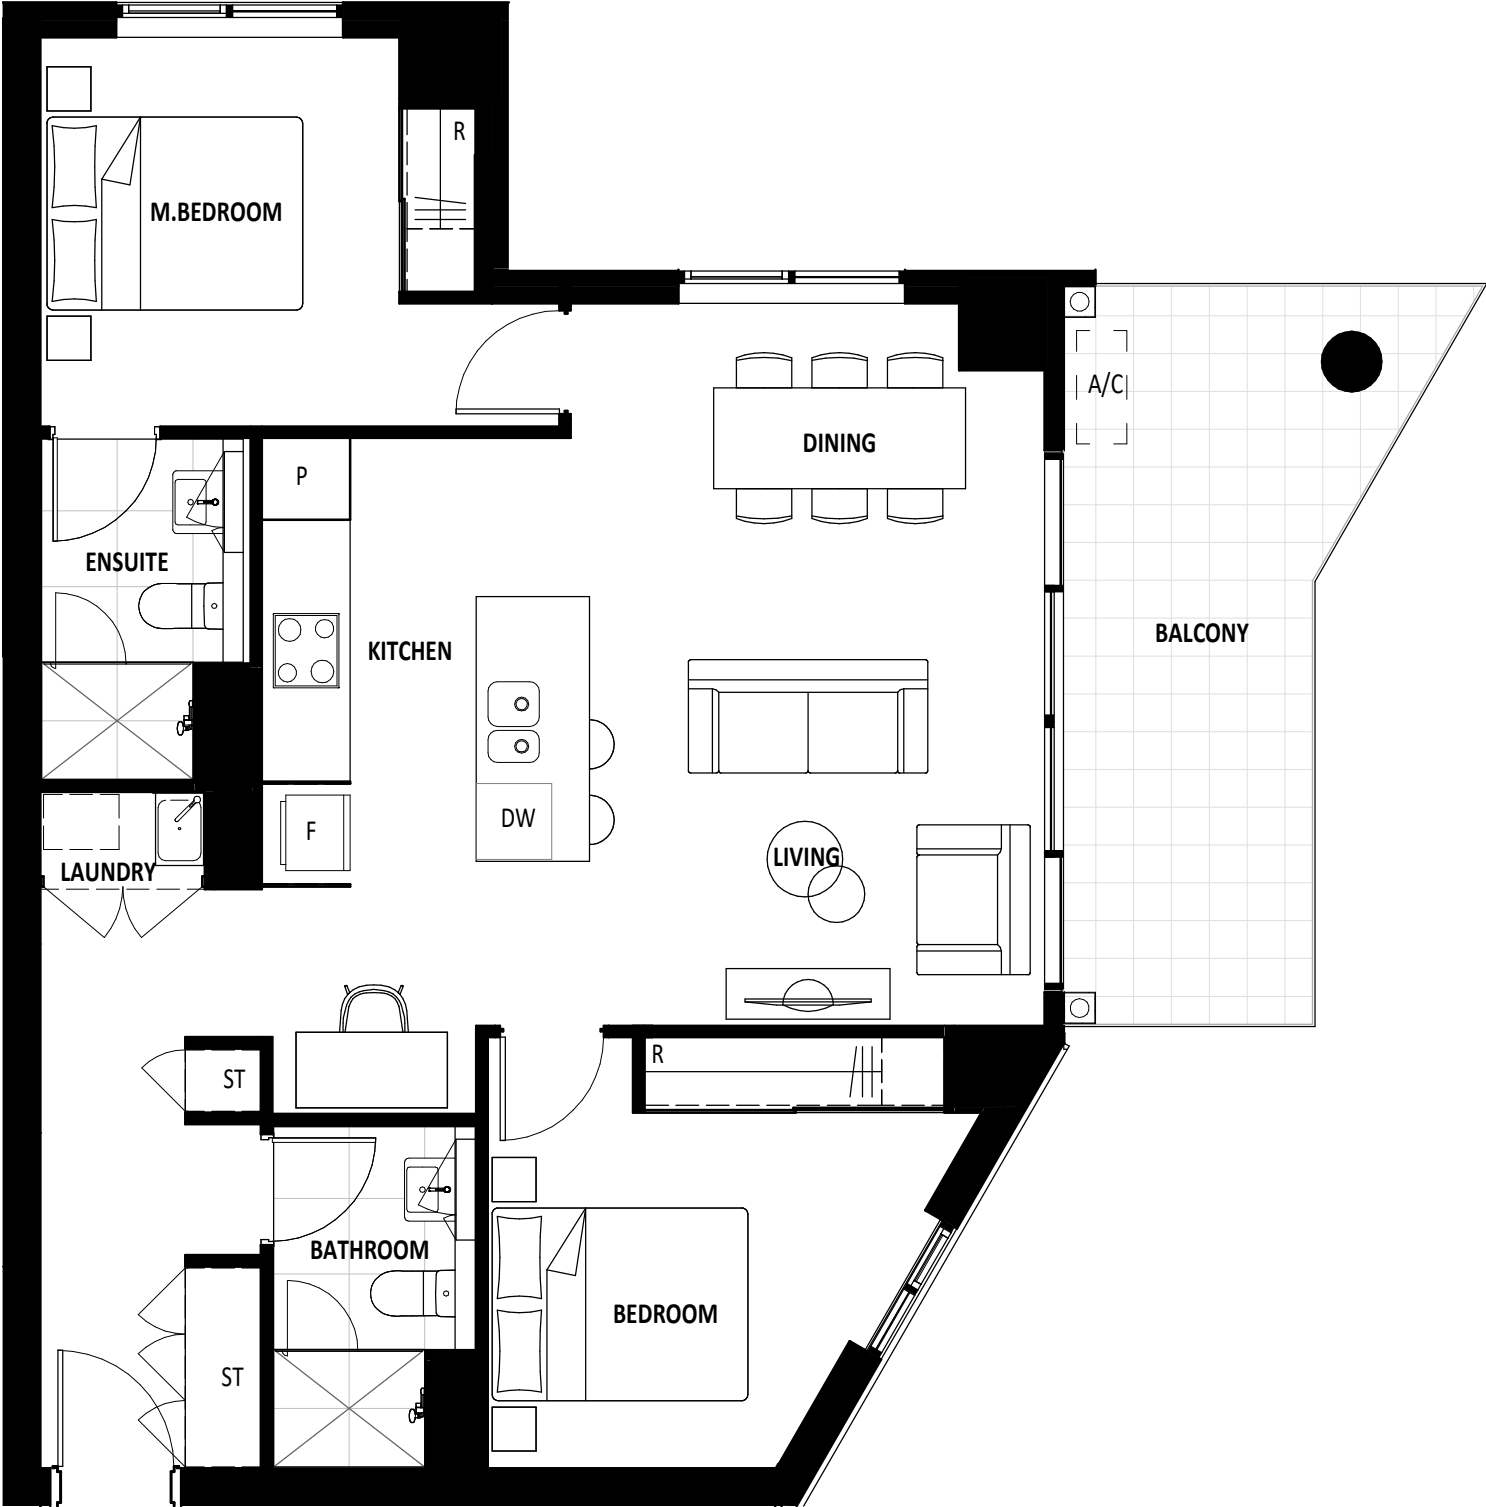 R
M.BEDROOM
A/C
DINING
P
ENSUITE
BALCONY
KITCHEN
DW
F
LIVING
LAUNDRY
R
ST
BATHROOM
BEDROOM
ST